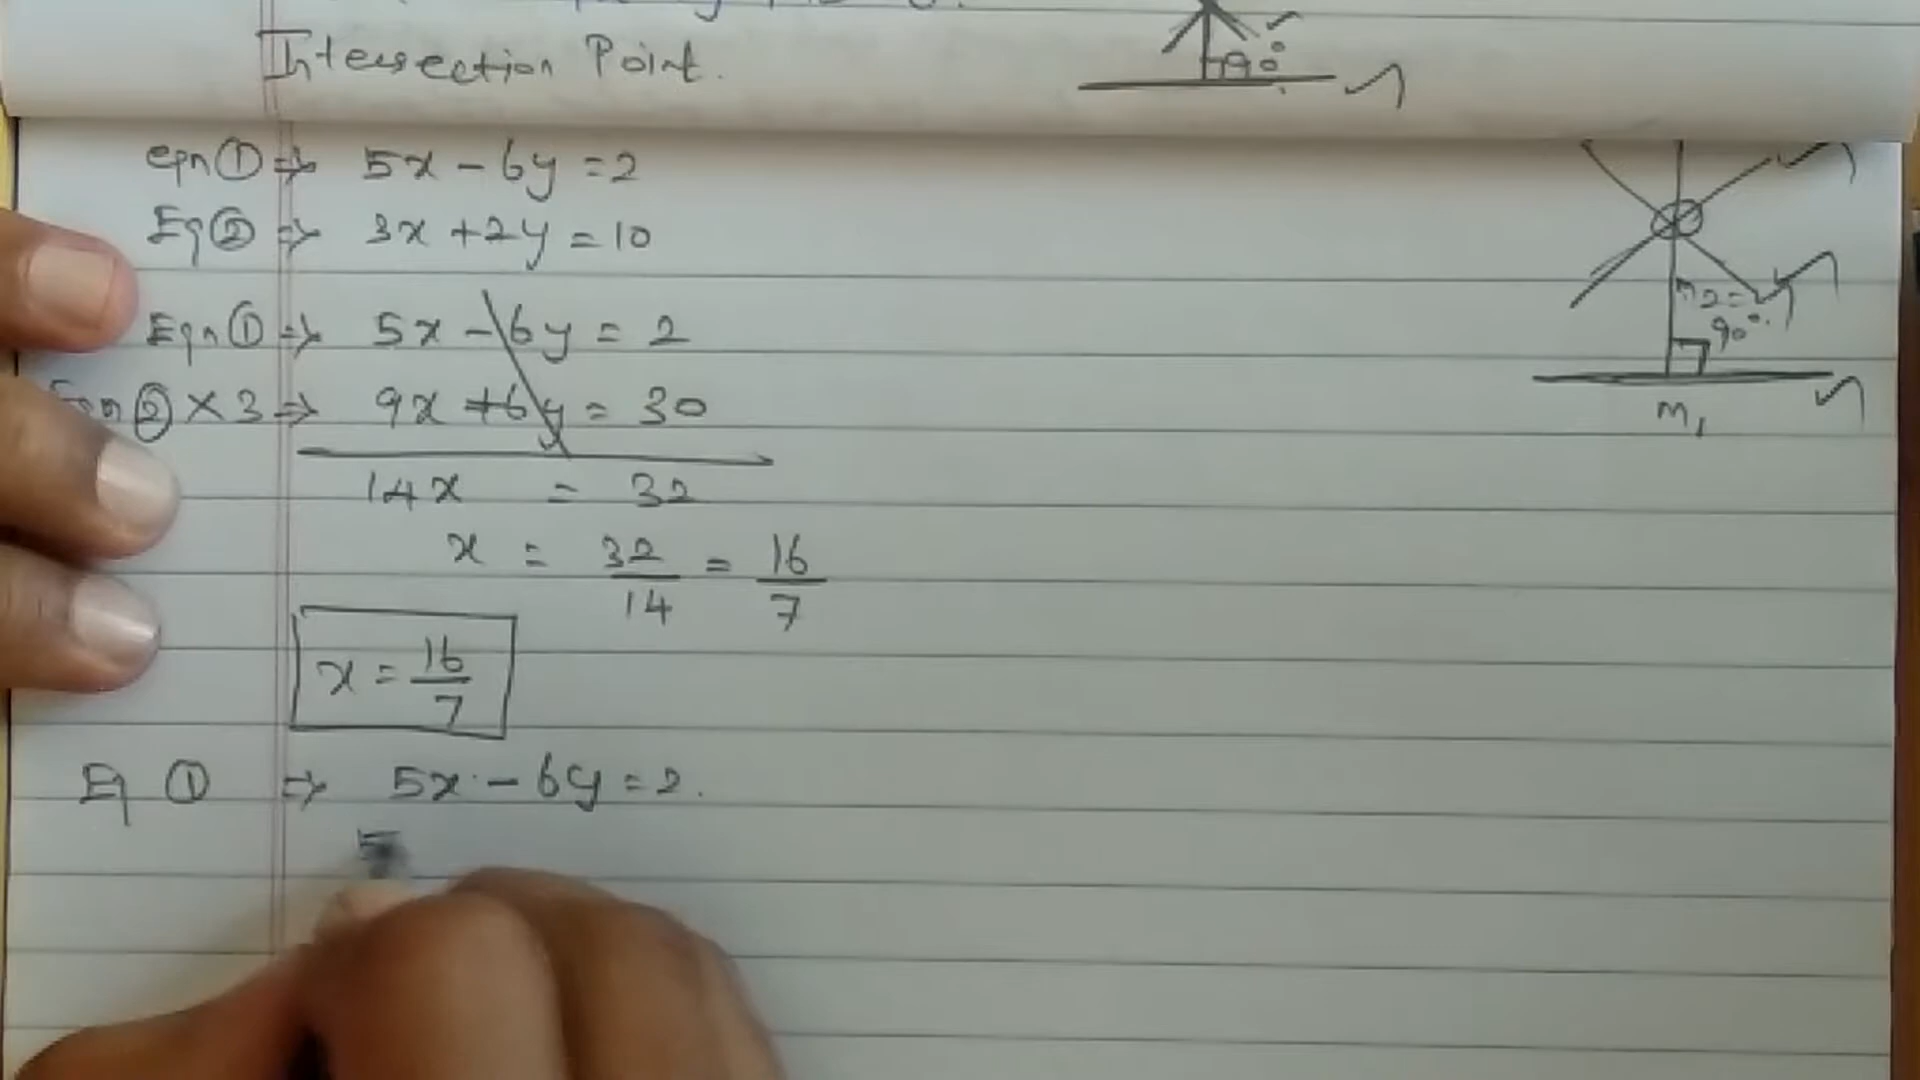 Intersection Point.
90°
eqn ① => 5x - 6y = 2
Eq ② => 3x + 2y = 10
Eqn ① => 5x - 6y = 2
Eqn ② × 3 => 9x + 6y = 30
14x = 32
x = 32/14 = 16/7
x = 16/7
Eq ① => 5x - 6y = 2.
5
m2 =
90°.
m1